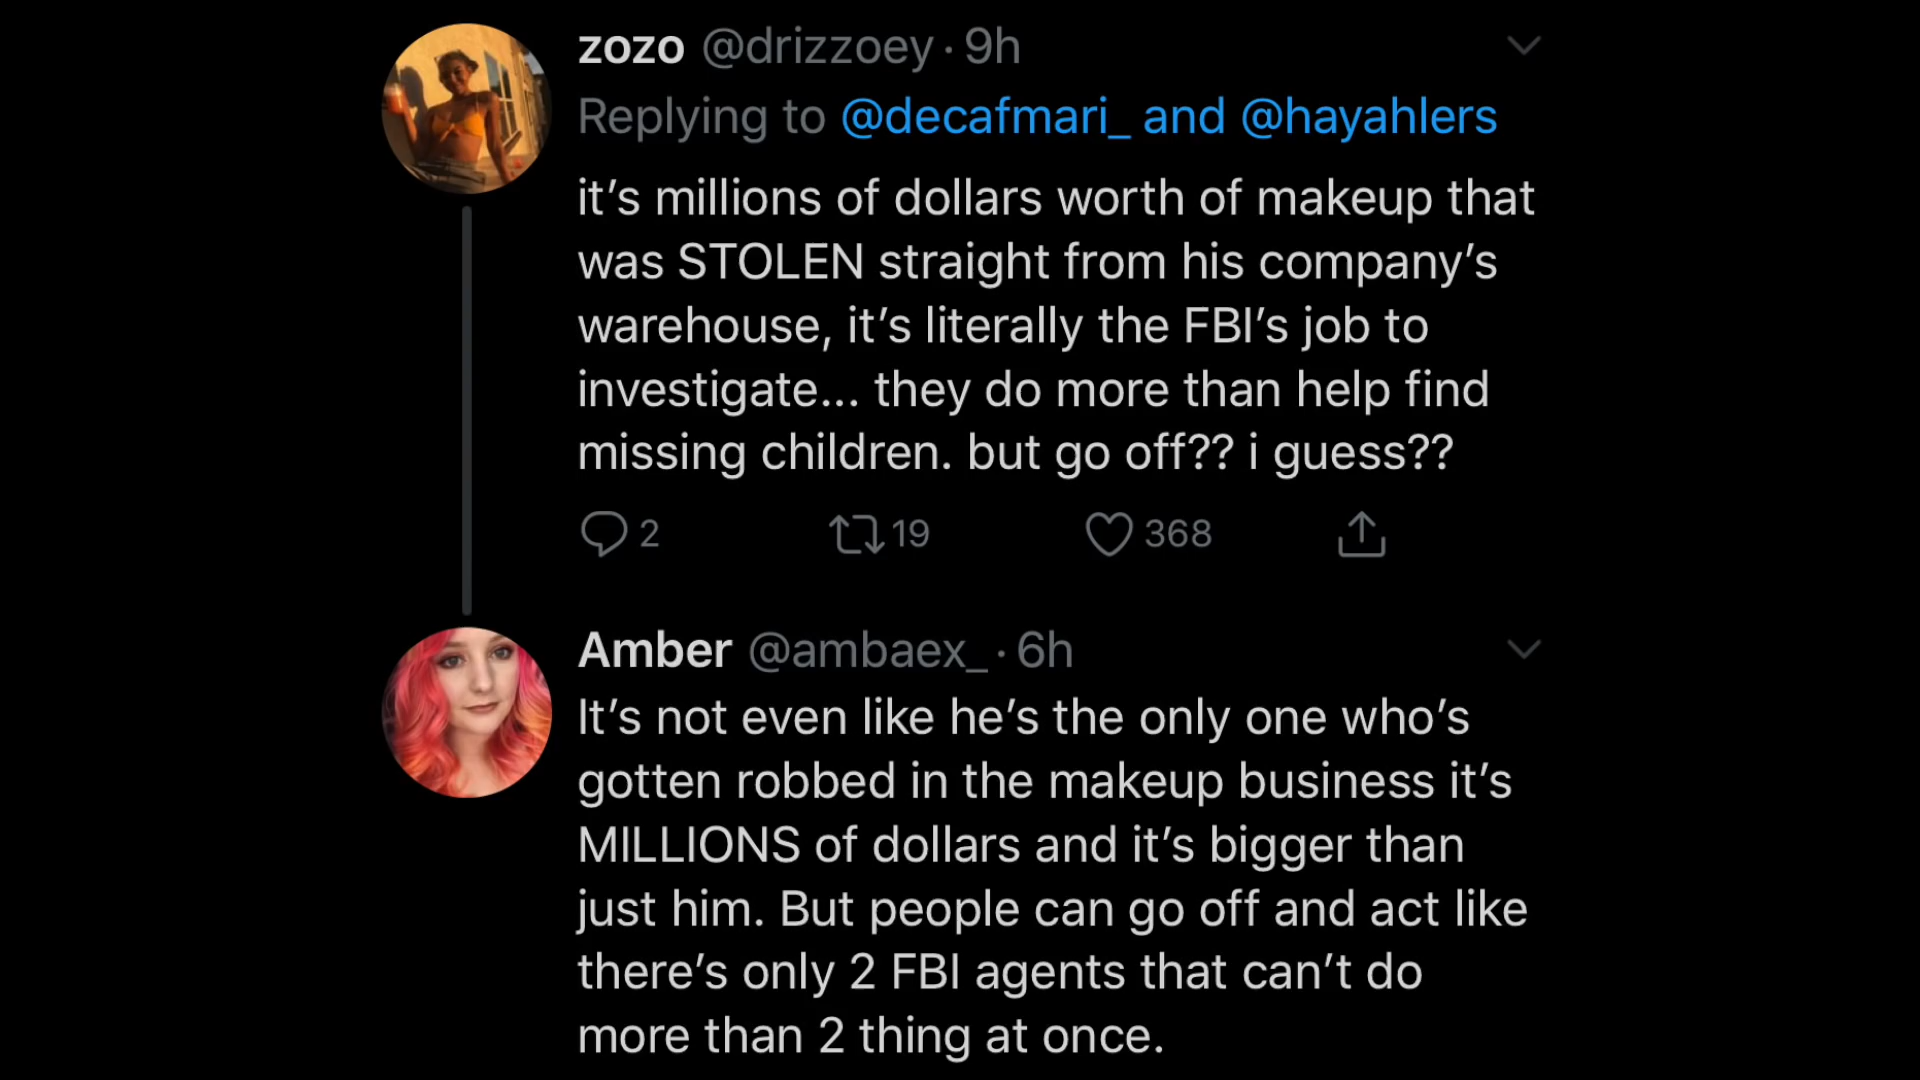 zozo @drizzoey · 9h
Replying to @decafmari_ and @hayahlers
it’s millions of dollars worth of makeup that
was STOLEN straight from his company’s
warehouse, it’s literally the FBI’s job to
investigate... they do more than help find
missing children. but go off?? i guess??
2 19 368
Amber @ambaex_ · 6h
It’s not even like he’s the only one who’s
gotten robbed in the makeup business it’s
MILLIONS of dollars and it’s bigger than
just him. But people can go off and act like
there’s only 2 FBI agents that can’t do
more than 2 thing at once.